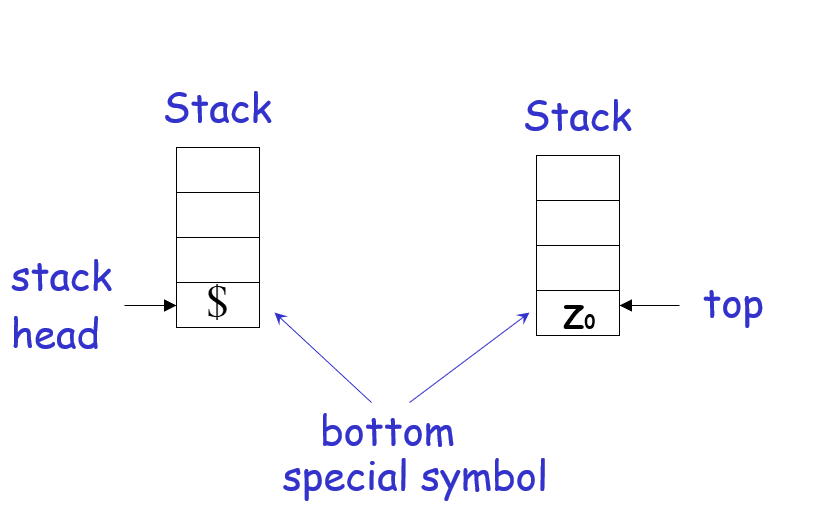 Stack
Stack
stack
head
$
z₀
top
bottom
special symbol